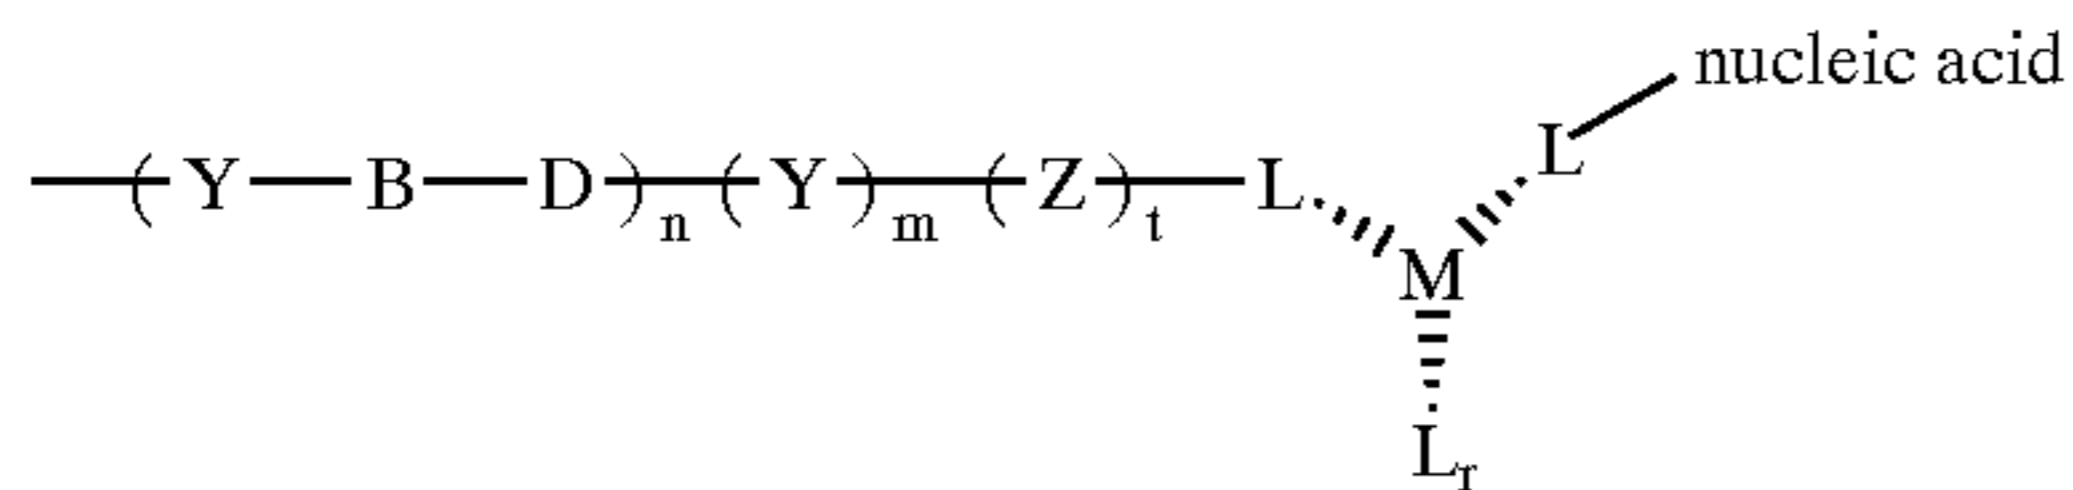 nucleic acid
L
—( Y—B—D )n ( Y )m ( Z )t—L
M
Lr